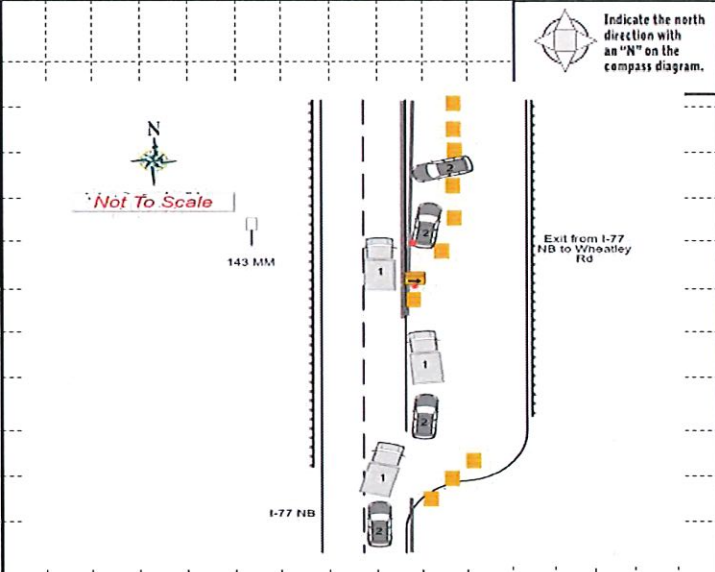 Indicate the north
direction with
an "N" on the
compass diagram.
N
Not To Scale
143 MM
2
2
1
Exit from I-77
NB to Wheatley
Rd
1
2
1
I-77 NB
2